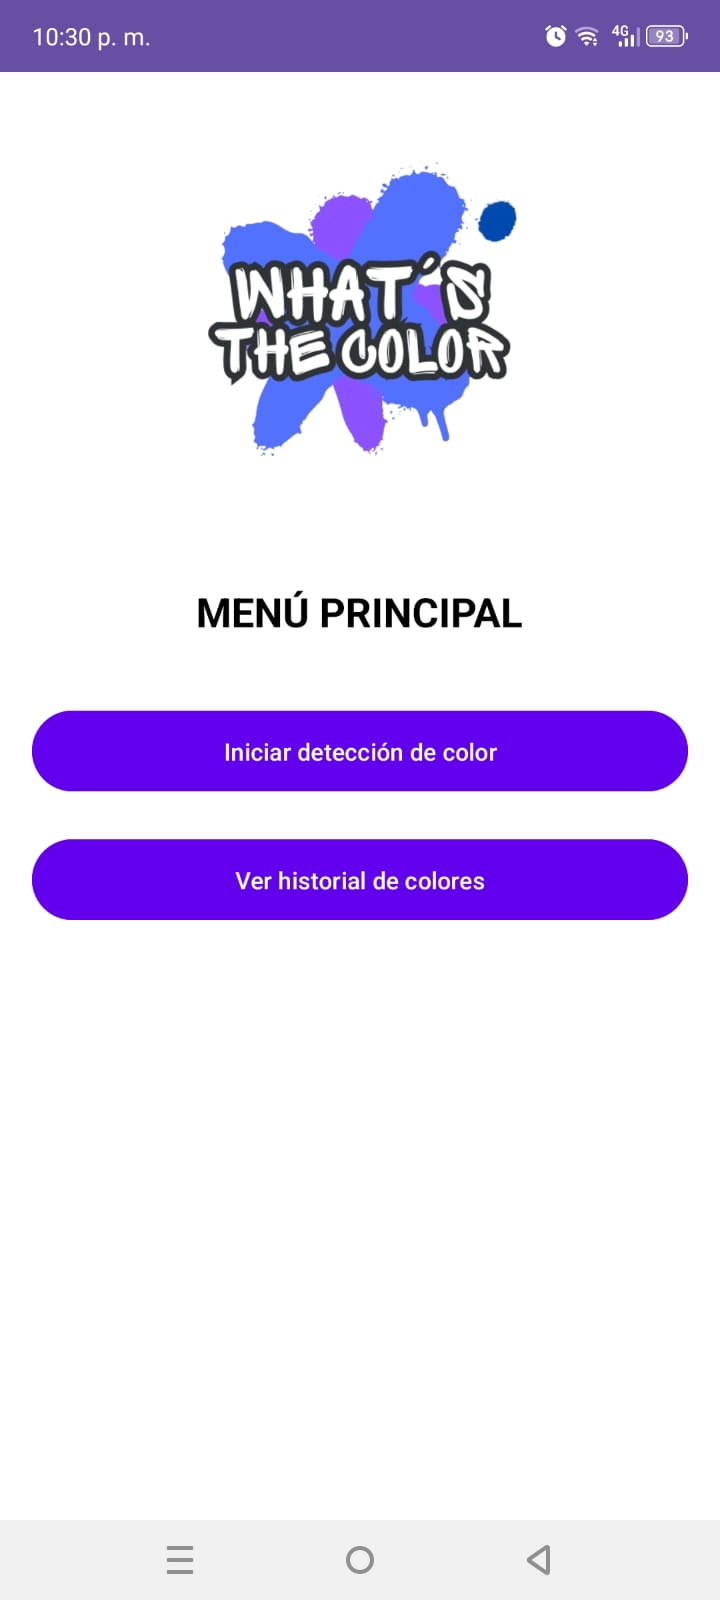 10:30 p. m.
4G
93
WHAT´S
THE COLOR
MENÚ PRINCIPAL
Iniciar detección de color
Ver historial de colores